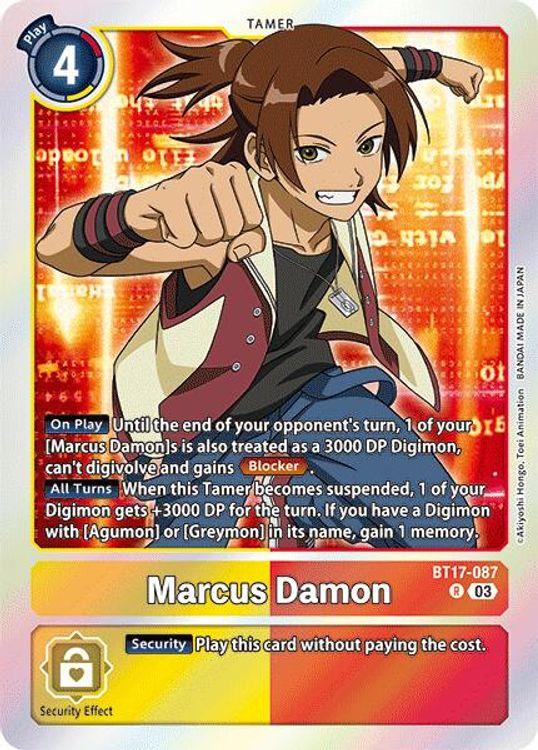 TAMER
Play
4
On Play Until the end of your opponent's turn, 1 of your
[Marcus Damon]s is also treated as a 3000 DP Digimon,
can't digivolve and gains Blocker .
All Turns When this Tamer becomes suspended, 1 of your
Digimon gets +3000 DP for the turn. If you have a Digimon
with [Agumon] or [Greymon] in its name, gain 1 memory.
©Akiyoshi Hongo, Toei Animation BANDAI MADE IN JAPAN
BT17-087
Marcus Damon
R 03
Security Play this card without paying the cost.
Security Effect